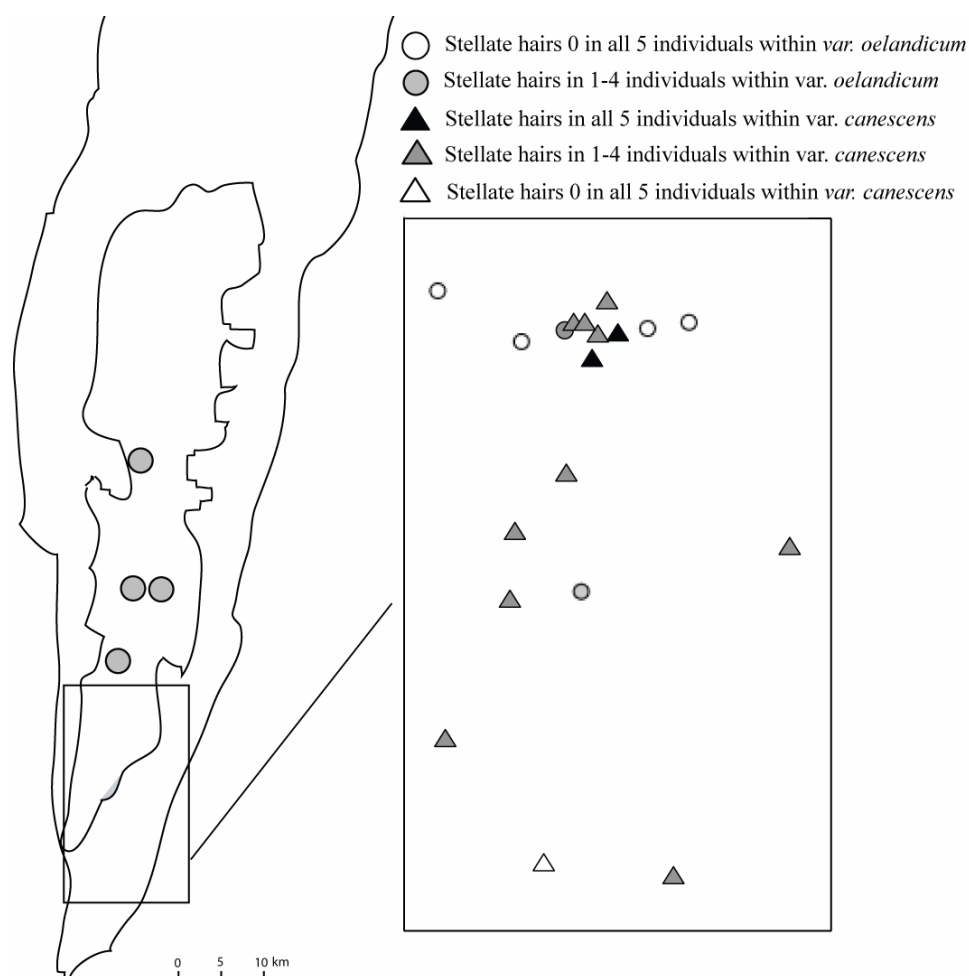 Stellate hairs 0 in all 5 individuals within var. oelandicum
Stellate hairs in 1-4 individuals within var. oelandicum
Stellate hairs in all 5 individuals within var. canescens
Stellate hairs in 1-4 individuals within var. canescens
Stellate hairs 0 in all 5 individuals within var. canescens
0 5 10 km